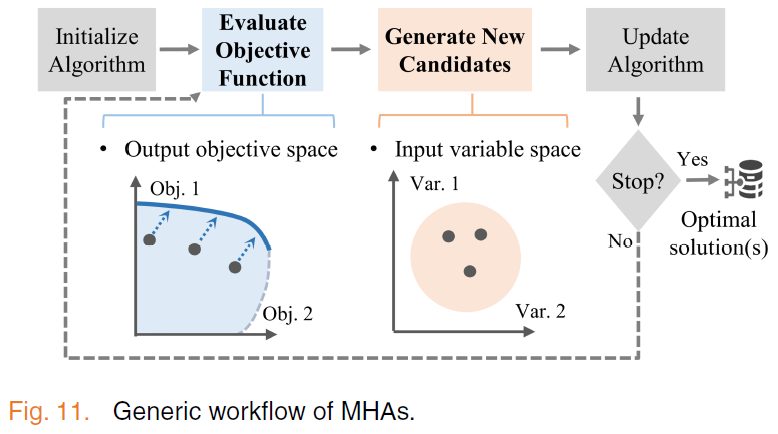 Initialize
Algorithm
Evaluate
Objective
Function
Generate New
Candidates
Update
Algorithm
• Output objective space
• Input variable space
Obj. 1
Obj. 2
Var. 1
Var. 2
Stop?
Yes
No
Optimal
solution(s)
Fig. 11. Generic workflow of MHAs.